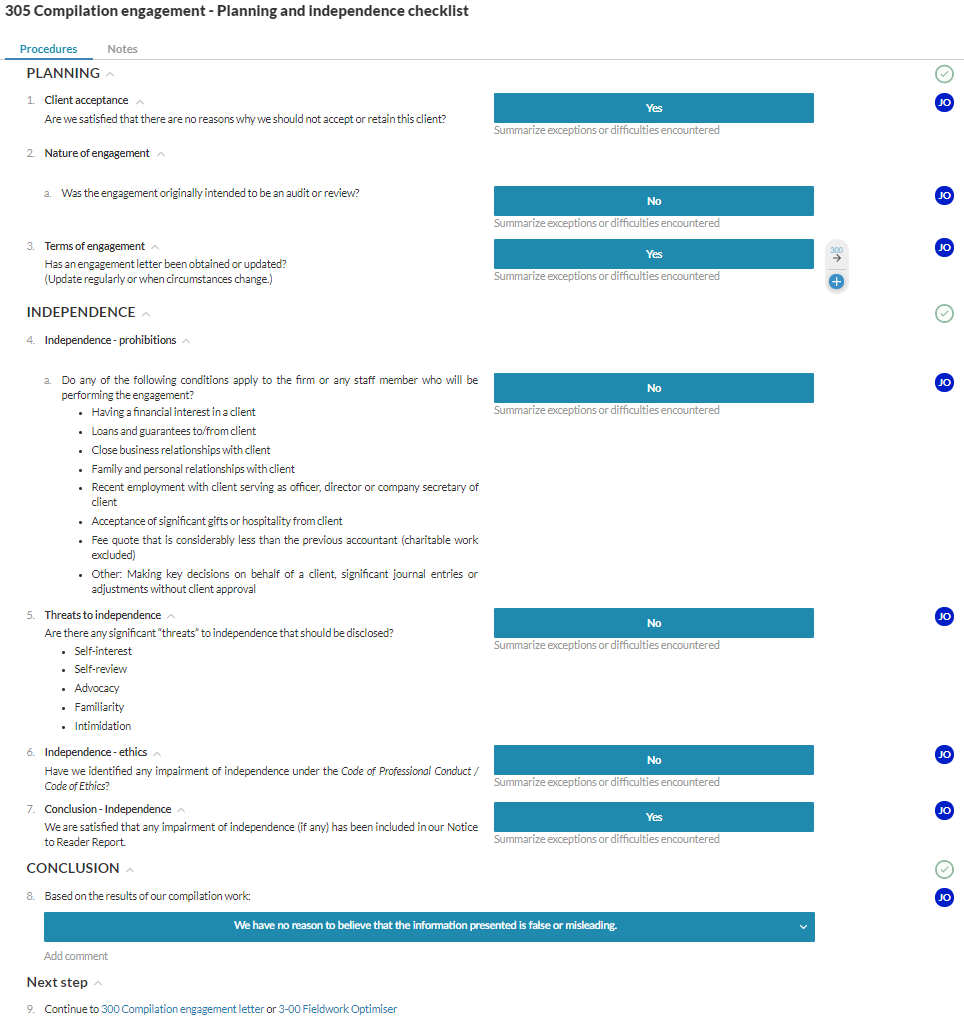 305 Compilation engagement - Planning and independence checklist
Procedures Notes
PLANNING
1. Client acceptance
Yes
JO
Are we satisfied that there are no reasons why we should not accept or retain this client?
Summarize exceptions or difficulties encountered
2. Nature of engagement
a. Was the engagement originally intended to be an audit or review?
No
JO
Summarize exceptions or difficulties encountered
3. Terms of engagement
Yes
300
JO
Has an engagement letter been obtained or updated?
(Update regularly or when circumstances change.)
Summarize exceptions or difficulties encountered
INDEPENDENCE
4. Independence - prohibitions
a. Do any of the following conditions apply to the firm or any staff member who will be
performing the engagement?
No
JO
Summarize exceptions or difficulties encountered
• Having a financial interest in a client
• Loans and guarantees to/from client
• Close business relationships with client
• Family and personal relationships with client
• Recent employment with client serving as officer, director or company secretary of
client
• Acceptance of significant gifts or hospitality from client
• Fee quote that is considerably less than the previous accountant (charitable work
excluded)
• Other: Making key decisions on behalf of a client, significant journal entries or
adjustments without client approval
5. Threats to independence
No
JO
Are there any significant “threats” to independence that should be disclosed?
Summarize exceptions or difficulties encountered
• Self-interest
• Self-review
• Advocacy
• Familiarity
• Intimidation
6. Independence - ethics
No
JO
Have we identified any impairment of independence under the Code of Professional Conduct /
Code of Ethics?
Summarize exceptions or difficulties encountered
7. Conclusion - Independence
Yes
JO
We are satisfied that any impairment of independence (if any) has been included in our Notice
to Reader Report.
Summarize exceptions or difficulties encountered
CONCLUSION
8. Based on the results of our compilation work:
JO
We have no reason to believe that the information presented is false or misleading.
Add comment
Next step
9. Continue to 300 Compilation engagement letter or 3-00 Fieldwork Optimiser